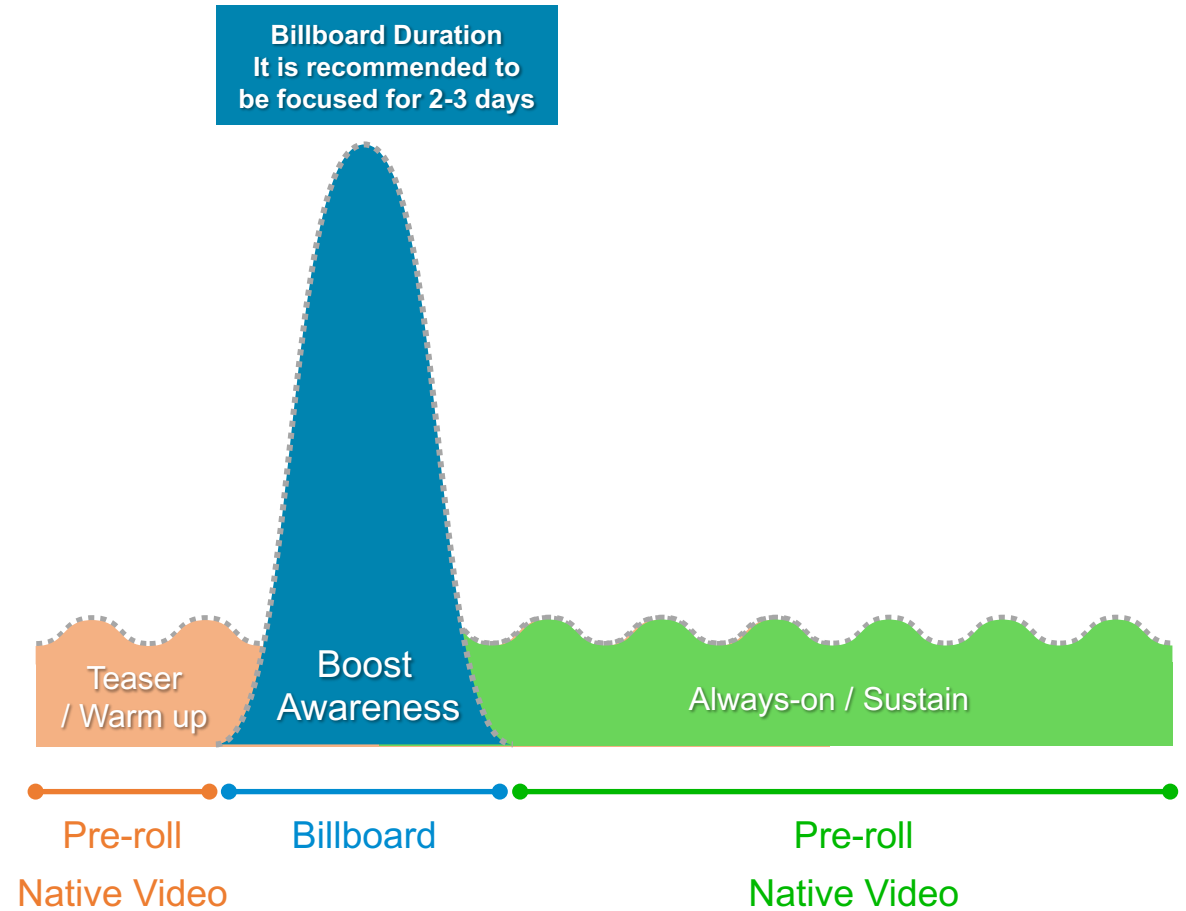 Billboard Duration
It is recommended to
be focused for 2-3 days
Teaser
/ Warm up
Boost
Awareness
Always-on / Sustain
Pre-roll
Native Video
Billboard
Pre-roll
Native Video